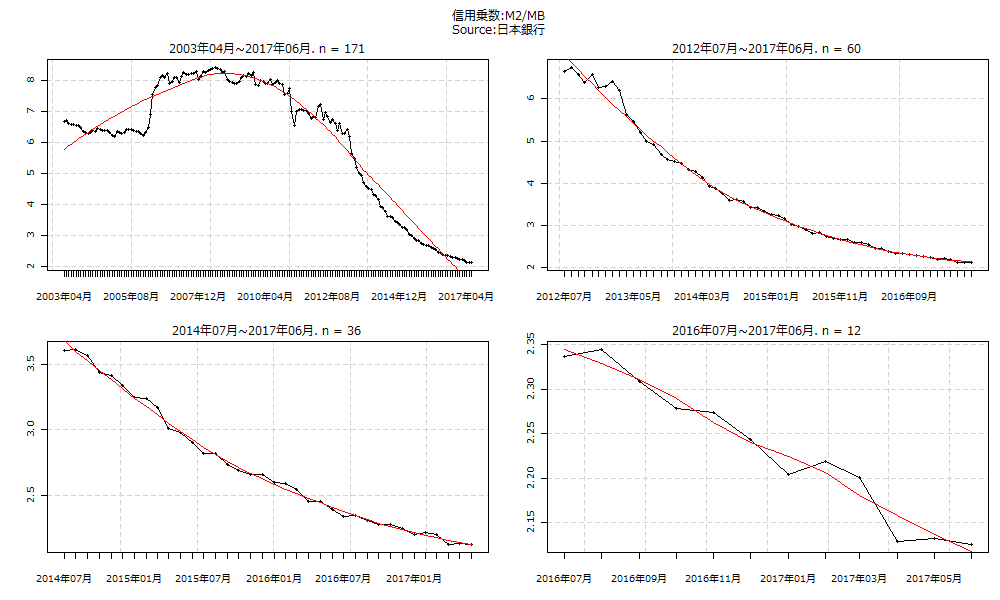 信用乗数:M2/MB
Source:日本銀行
2003年04月~2017年06月. n = 171
8
7
6
5
4
3
2
2003年04月 2005年08月 2007年12月 2010年04月 2012年08月 2014年12月 2017年04月
2012年07月~2017年06月. n = 60
6
5
4
3
2
2012年07月 2013年05月 2014年03月 2015年01月 2015年11月 2016年09月
2014年07月~2017年06月. n = 36
3.5
3.0
2.5
2014年07月 2015年01月 2015年07月 2016年01月 2016年07月 2017年01月
2016年07月~2017年06月. n = 12
2.35
2.30
2.25
2.20
2.15
2016年07月 2016年09月 2016年11月 2017年01月 2017年03月 2017年05月